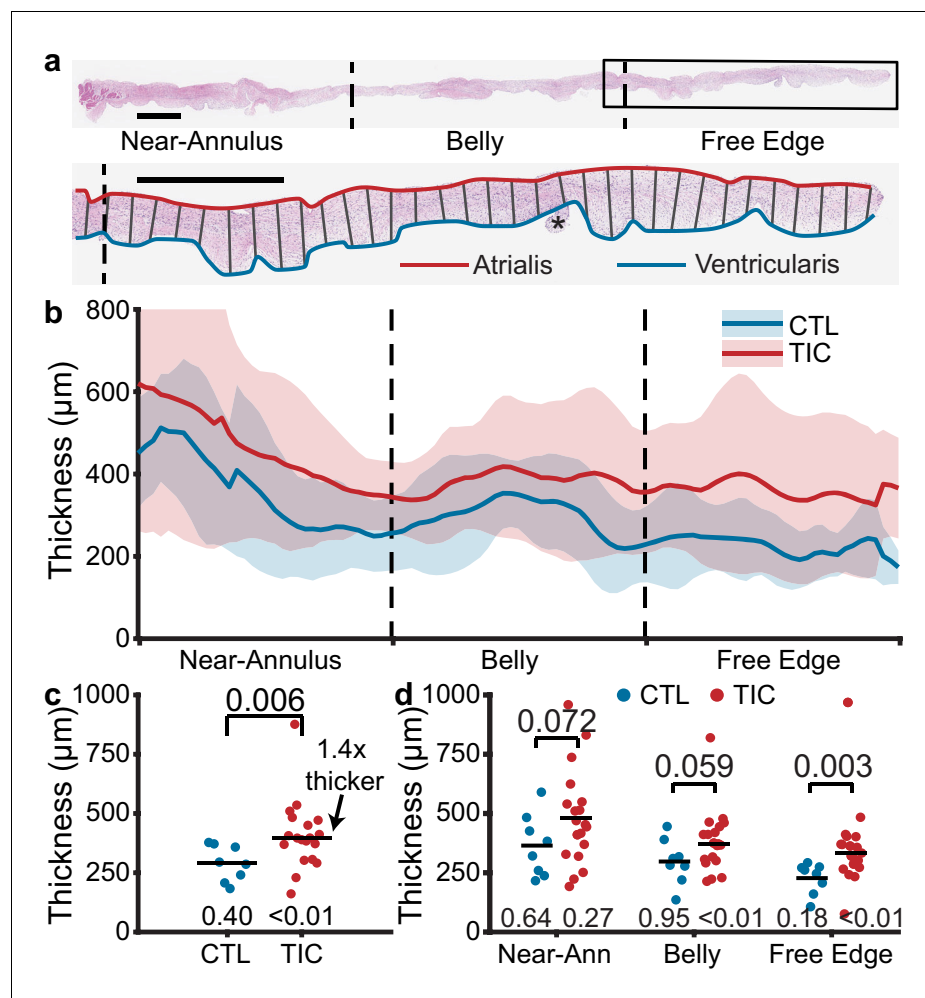 a
Near-Annulus Belly Free Edge
*
Atrialis Ventricularis
b
800
600
400
200
0
Thickness (μm)
CTL
TIC
Near-Annulus Belly Free Edge
c
1000
750
500
250
0
Thickness (μm)
0.006
1.4x
thicker
0.40 <0.01
CTL TIC
d
1000
750
500
250
0
Thickness (μm)
CTL TIC
0.072
0.059
0.003
0.64 0.27 0.95 <0.01 0.18 <0.01
Near-Ann Belly Free Edge